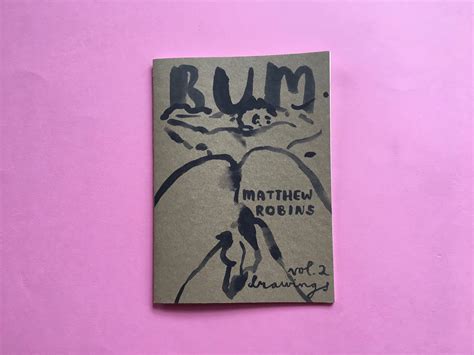 BUM
MATTHEW
ROBINS
vol. 2
drawings